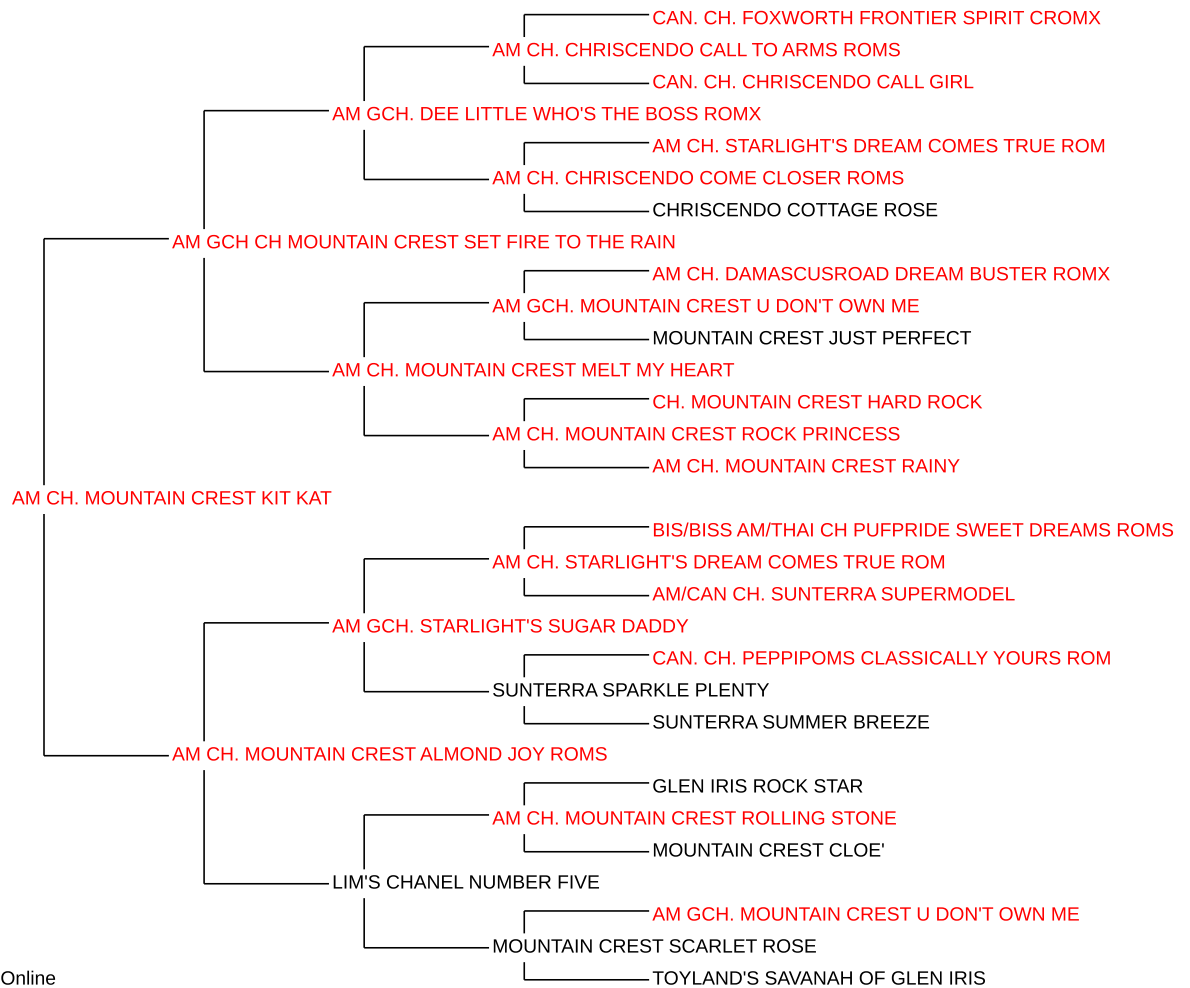 CAN. CH. FOXWORTH FRONTIER SPIRIT CROMX
AM CH. CHRISCENDO CALL TO ARMS ROMS
CAN. CH. CHRISCENDO CALL GIRL
AM GCH. DEE LITTLE WHO'S THE BOSS ROMX
AM CH. STARLIGHT'S DREAM COMES TRUE ROM
AM CH. CHRISCENDO COME CLOSER ROMS
CHRISCENDO COTTAGE ROSE
AM GCH CH MOUNTAIN CREST SET FIRE TO THE RAIN
AM CH. DAMASCUSROAD DREAM BUSTER ROMX
AM GCH. MOUNTAIN CREST U DON'T OWN ME
MOUNTAIN CREST JUST PERFECT
AM CH. MOUNTAIN CREST MELT MY HEART
CH. MOUNTAIN CREST HARD ROCK
AM CH. MOUNTAIN CREST ROCK PRINCESS
AM CH. MOUNTAIN CREST RAINY
AM CH. MOUNTAIN CREST KIT KAT
BIS/BISS AM/THAI CH PUFPRIDE SWEET DREAMS ROMS
AM CH. STARLIGHT'S DREAM COMES TRUE ROM
AM/CAN CH. SUNTERRA SUPERMODEL
AM GCH. STARLIGHT'S SUGAR DADDY
CAN. CH. PEPPIPOMS CLASSICALLY YOURS ROM
SUNTERRA SPARKLE PLENTY
SUNTERRA SUMMER BREEZE
AM CH. MOUNTAIN CREST ALMOND JOY ROMS
GLEN IRIS ROCK STAR
AM CH. MOUNTAIN CREST ROLLING STONE
MOUNTAIN CREST CLOE'
LIM'S CHANEL NUMBER FIVE
AM GCH. MOUNTAIN CREST U DON'T OWN ME
MOUNTAIN CREST SCARLET ROSE
TOYLAND'S SAVANAH OF GLEN IRIS
Online